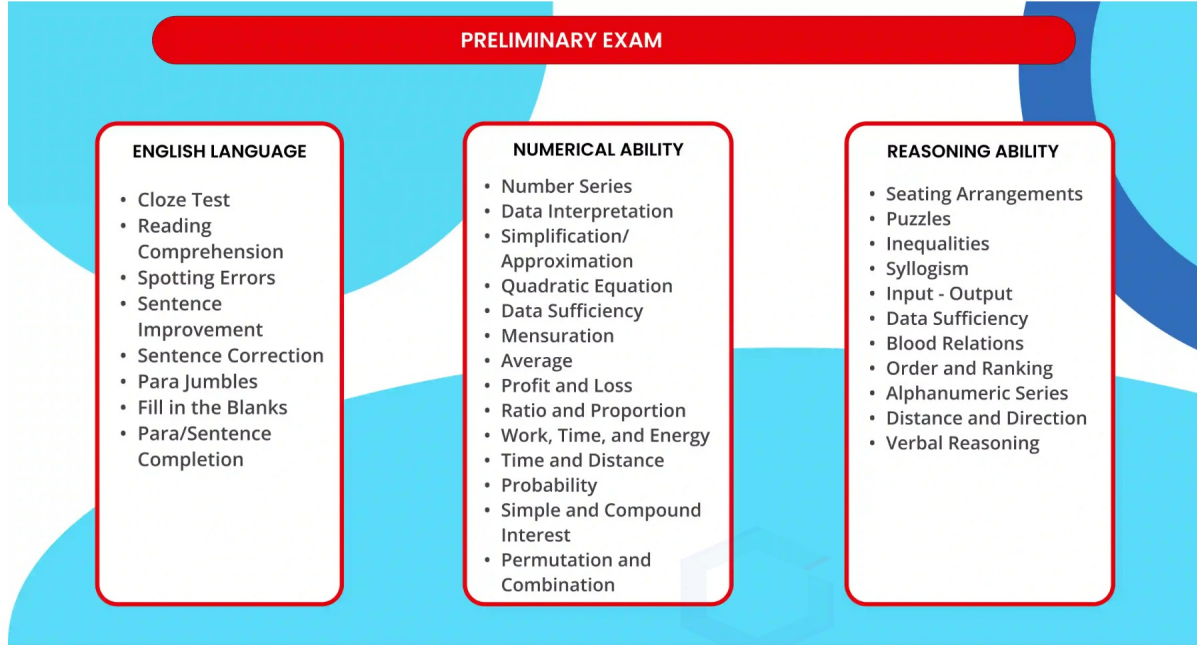 PRELIMINARY EXAM
ENGLISH LANGUAGE
• Cloze Test
• Reading
Comprehension
• Spotting Errors
• Sentence
Improvement
• Sentence Correction
• Para Jumbles
• Fill in the Blanks
• Para/Sentence
Completion
NUMERICAL ABILITY
• Number Series
• Data Interpretation
• Simplification/
Approximation
• Quadratic Equation
• Data Sufficiency
• Mensuration
• Average
• Profit and Loss
• Ratio and Proportion
• Work, Time, and Energy
• Time and Distance
• Probability
• Simple and Compound
Interest
• Permutation and
Combination
REASONING ABILITY
• Seating Arrangements
• Puzzles
• Inequalities
• Syllogism
• Input - Output
• Data Sufficiency
• Blood Relations
• Order and Ranking
• Alphanumeric Series
• Distance and Direction
• Verbal Reasoning